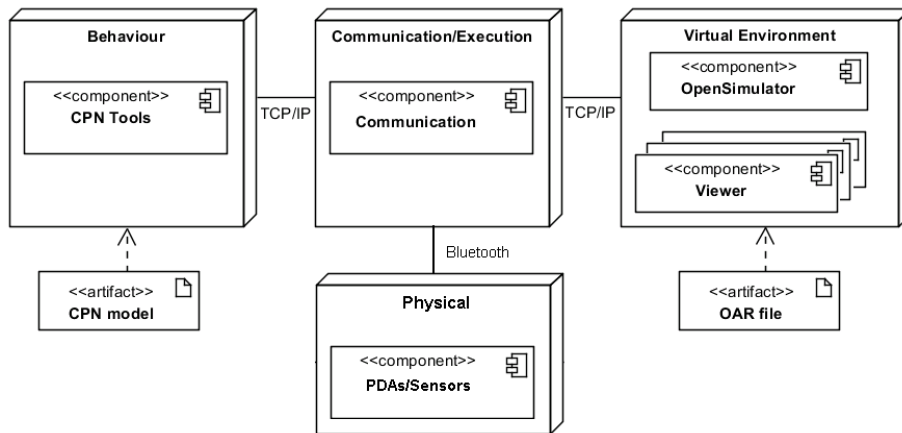 Behaviour
<<component>>
CPN Tools
TCP/IP
Communication/Execution
<<component>>
Communication
TCP/IP
Virtual Environment
<<component>>
OpenSimulator
<<component>>
Viewer
<<artifact>>
CPN model
Bluetooth
<<artifact>>
OAR file
Physical
<<component>>
PDAs/Sensors